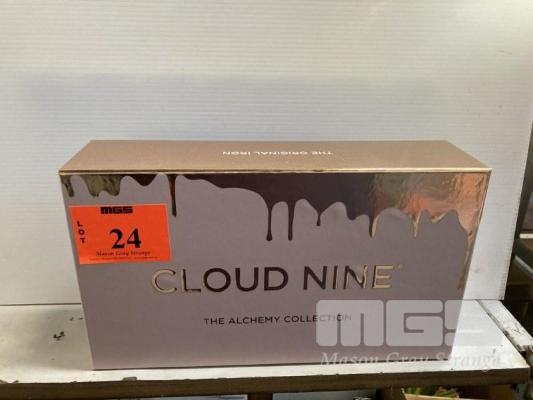 THE ORIGINAL IRON
MGS
LOT
24
Mason Gray Strange
CLOUD NINE
THE ALCHEMY COLLECTION
MGS
Mason Gray Strange